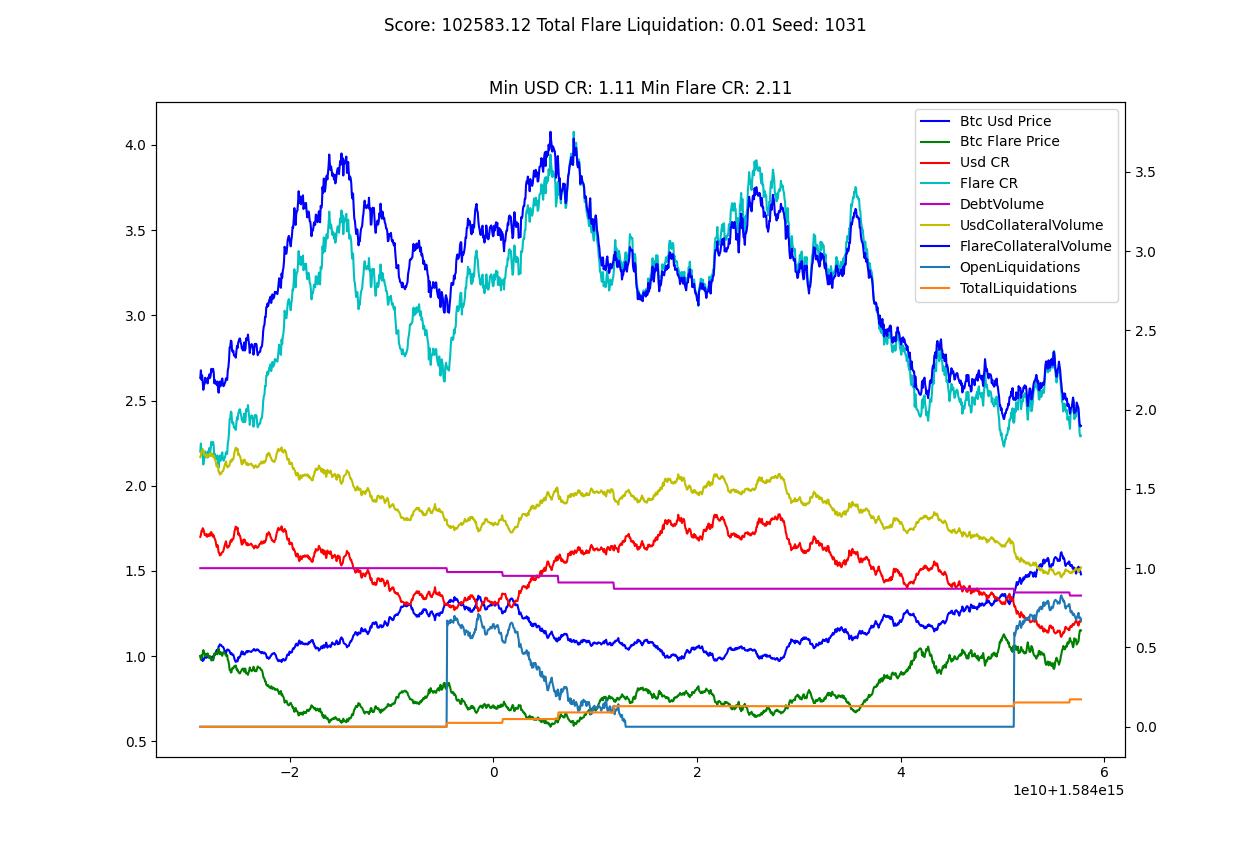 Score: 102583.12 Total Flare Liquidation: 0.01 Seed: 1031
Min USD CR: 1.11 Min Flare CR: 2.11
Btc Usd Price
Btc Flare Price
Usd CR
Flare CR
DebtVolume
UsdCollateralVolume
FlareCollateralVolume
OpenLiquidations
TotalLiquidations
4.0
3.5
3.0
2.5
2.0
1.5
1.0
0.5
3.5
3.0
2.5
2.0
1.5
1.0
0.5
0.0
−2
0
2
4
6
1e10+1.584e15